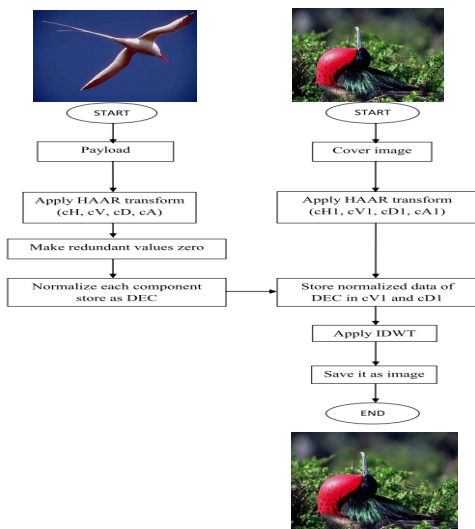 START
Payload
Apply HAAR transform
(cH, cV, cD, cA)
Make redundant values zero
Normalize each component
store as DEC
START
Cover image
Apply HAAR transform
(cH1, cV1, cD1, cA1)
Store normalized data of
DEC in cV1 and cD1
Apply IDWT
Save it as image
END